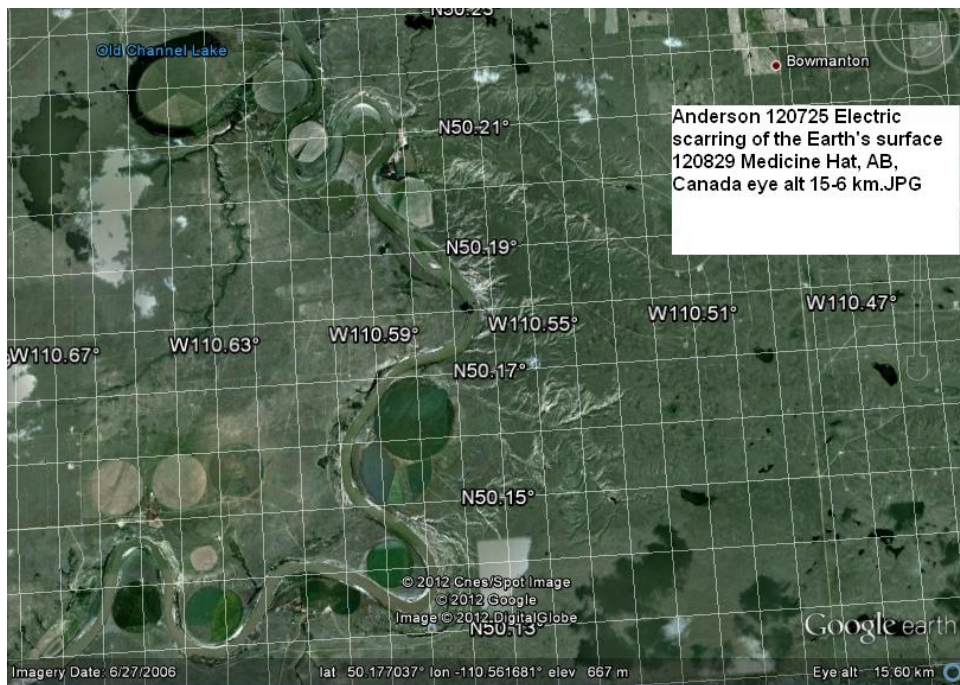 N50.23°
Old Channel Lake
Bowmanton
Anderson 120725 Electric
scarring of the Earth's surface
120829 Medicine Hat, AB,
Canada eye alt 15-6 km.JPG
N50.21°
N50.19°
W110.47°
W110.51°
W110.55°
W110.59°
W110.63°
W110.67°
N50.17°
N50.15°
© 2012 Cnes/Spot Image
© 2012 Google
Image © 2012 DigitalGlobe
N50.13°
Google earth
Imagery Date: 6/27/2006 lat 50.177037° lon -110.561681° elev 667 m Eye alt 15.60 km